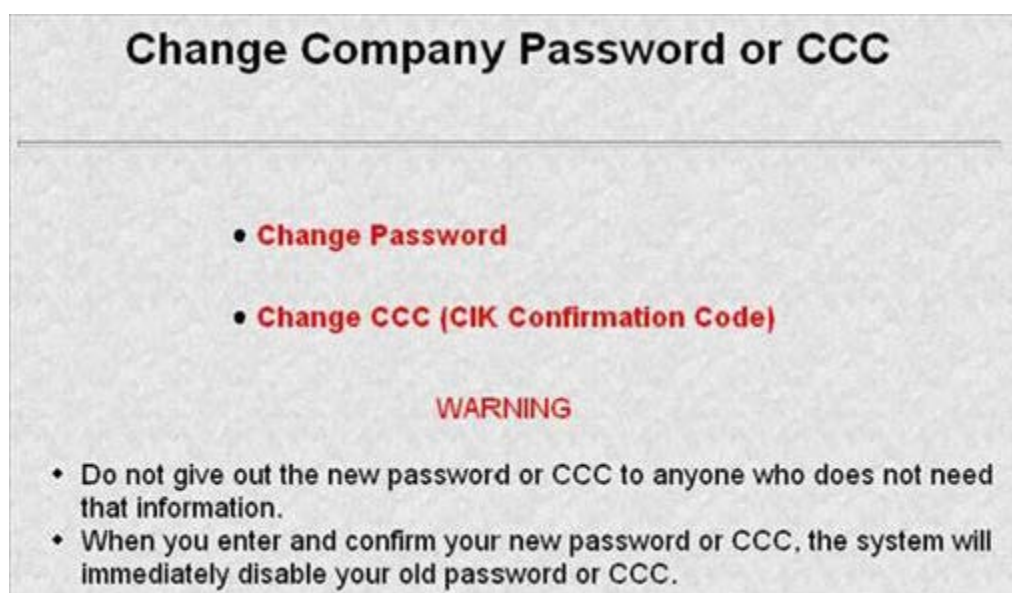 Change Company Password or CCC
• Change Password
• Change CCC (CIK Confirmation Code)
WARNING
• Do not give out the new password or CCC to anyone who does not need
that information.
• When you enter and confirm your new password or CCC, the system will
immediately disable your old password or CCC.